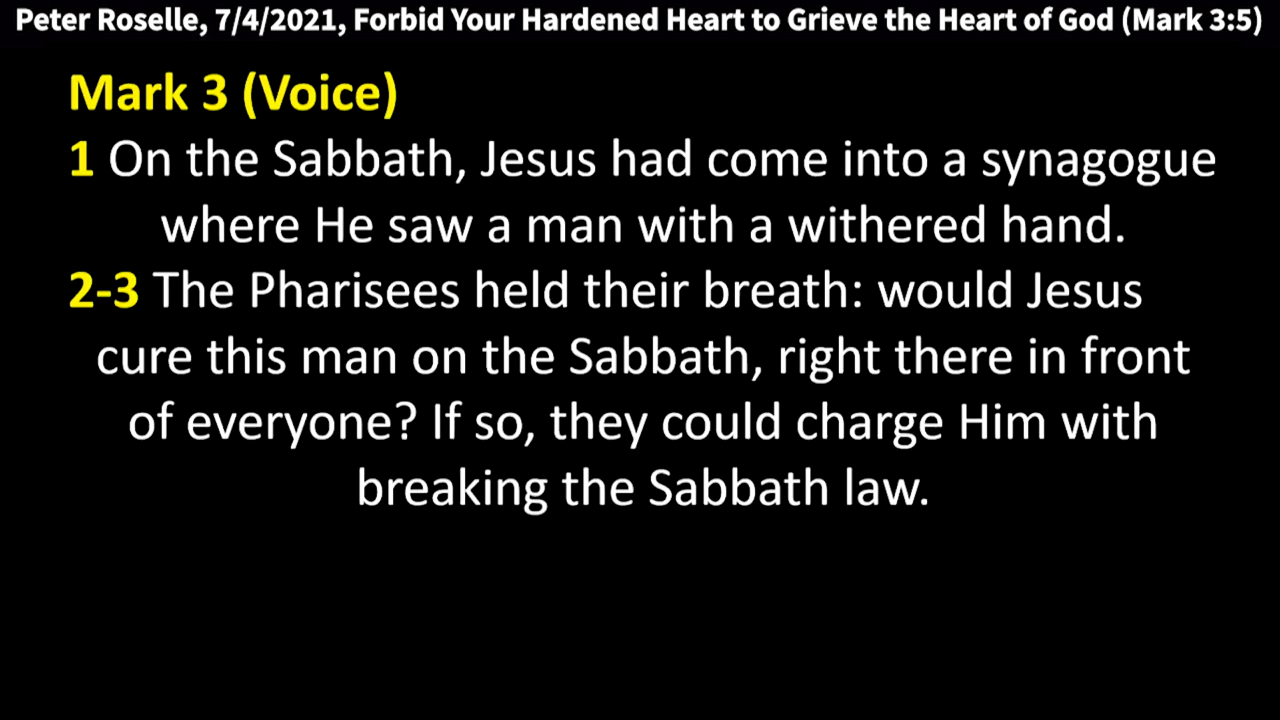 Peter Roselle, 7/4/2021, Forbid Your Hardened Heart to Grieve the Heart of God (Mark 3:5)
Mark 3 (Voice)
1 On the Sabbath, Jesus had come into a synagogue
where He saw a man with a withered hand.
2-3 The Pharisees held their breath: would Jesus
cure this man on the Sabbath, right there in front
of everyone? If so, they could charge Him with
breaking the Sabbath law.